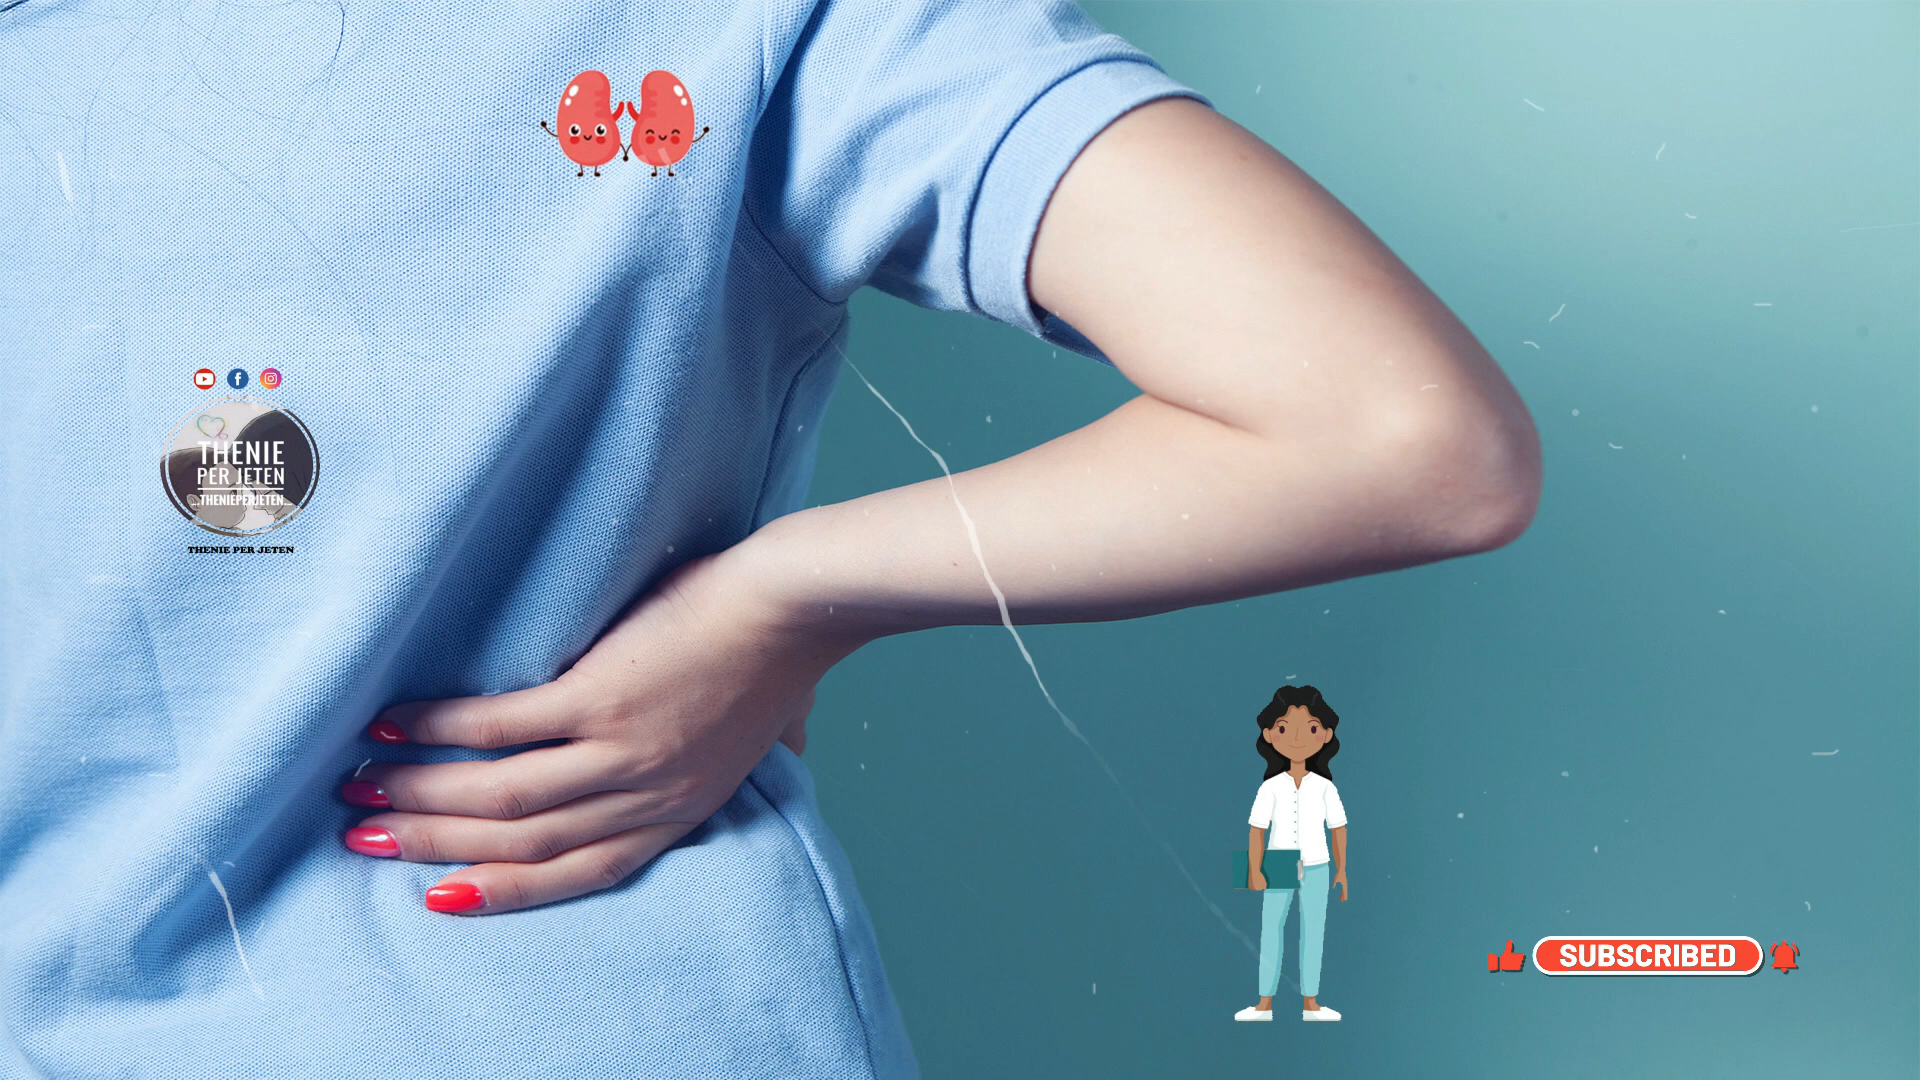 THENIE
PER JETEN
THENIEPERJETEN
THENIE PER JETEN
SUBSCRIBED